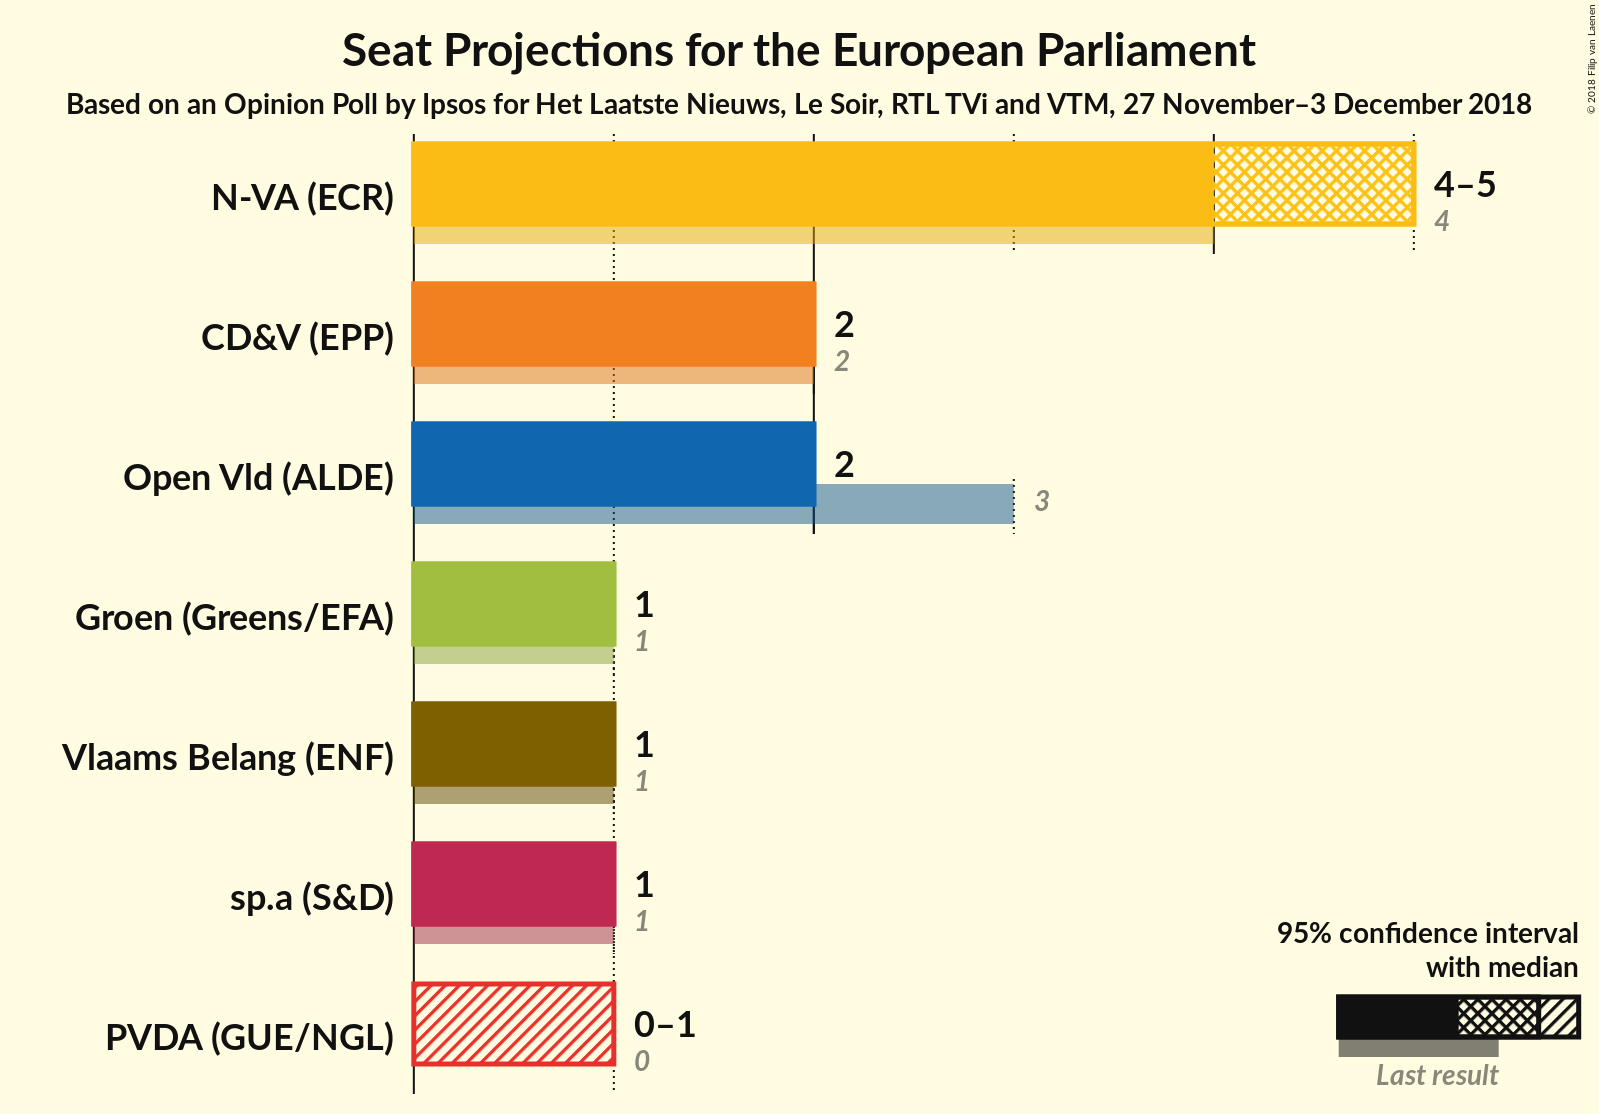 Seat Projections for the European Parliament
Based on an Opinion Poll by Ipsos for Het Laatste Nieuws, Le Soir, RTL TVi and VTM, 27 November–3 December 2018
© 2018 Filip van Laenen
N-VA (ECR)
4–5
4
CD&V (EPP)
2
2
Open Vld (ALDE)
2
3
Groen (Greens/EFA)
1
1
Vlaams Belang (ENF)
1
1
sp.a (S&D)
1
1
PVDA (GUE/NGL)
0–1
0
95% confidence interval
with median
Last result